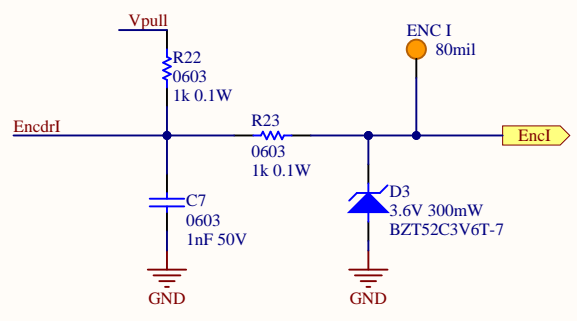 Vpull
R22
0603
1k 0.1W
ENC I
80mil
EncdrI
R23
0603
1k 0.1W
EncI
C7
0603
1nF 50V
D3
3.6V 300mW
BZT52C3V6T-7
GND
GND